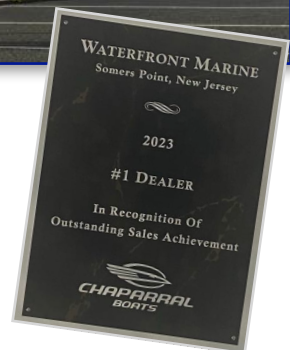 WATERFRONT MARINE
Somers Point, New Jersey
2023
#1 DEALER
In Recognition Of
Outstanding Sales Achievement
CHAPARRAL
BOATS